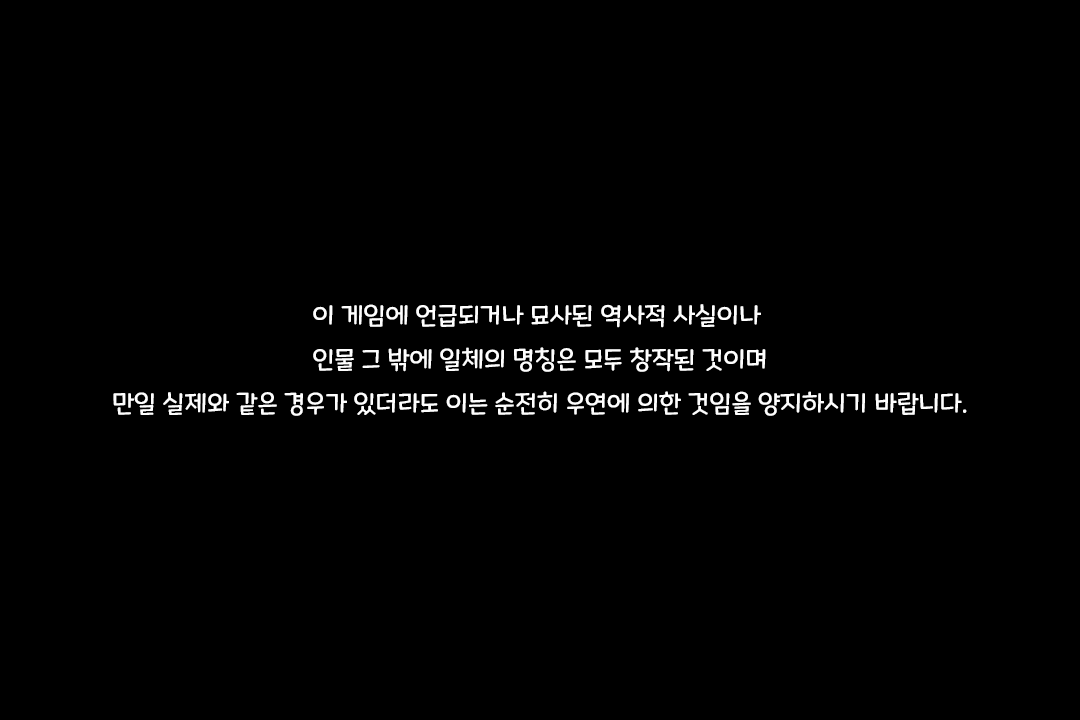 이 게임에 언급되거나 묘사된 역사적 사실이나
인물 그 밖에 일체의 명칭은 모두 창작된 것이며
만일 실제와 같은 경우가 있더라도 이는 순전히 우연에 의한 것임을 양지하시기 바랍니다.